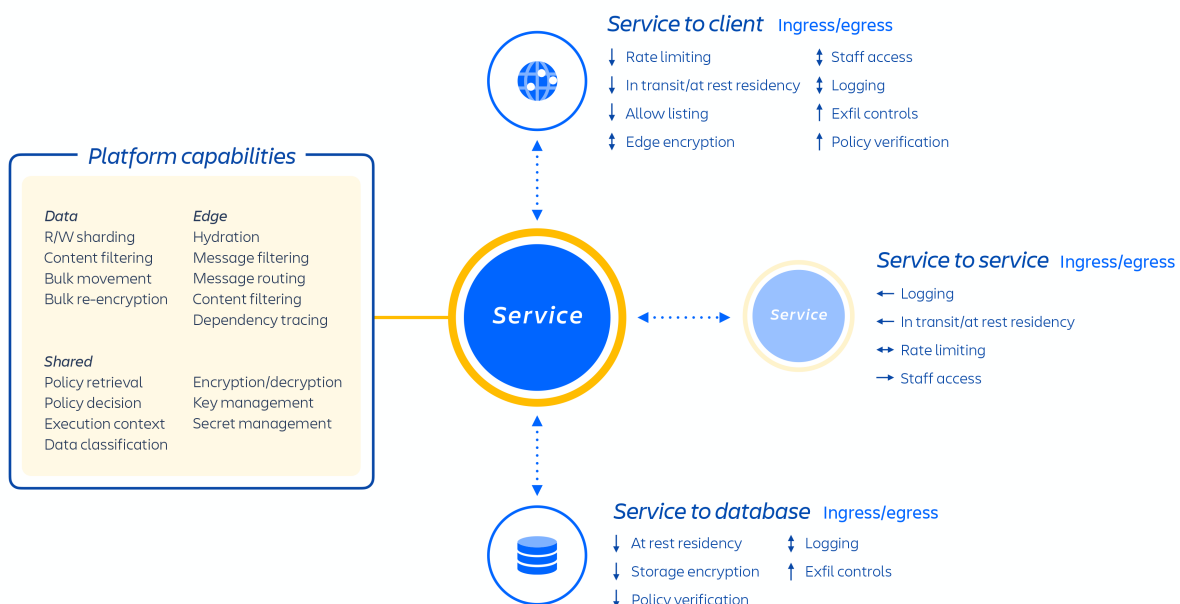 Service to client Ingress/egress
Rate limiting
In transit/at rest residency
Allow listing
Edge encryption
Staff access
Logging
Exfil controls
Policy verification
Platform capabilities
Data
R/W sharding
Content filtering
Bulk movement
Bulk re-encryption
Edge
Hydration
Message filtering
Message routing
Content filtering
Dependency tracing
Shared
Policy retrieval
Policy decision
Execution context
Data classification
Encryption/decryption
Key management
Secret management
Service
Service
Service to service Ingress/egress
Logging
In transit/at rest residency
Rate limiting
Staff access
Service to database Ingress/egress
At rest residency
Storage encryption
Policy verification
Logging
Exfil controls